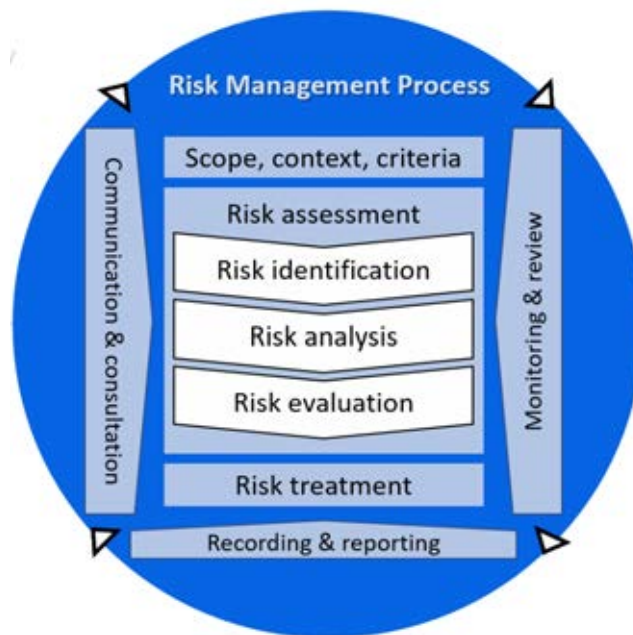 Risk Management Process
Scope, context, criteria
Risk assessment
Risk identification
Risk analysis
Risk evaluation
Risk treatment
Recording & reporting
Communication & consultation
Monitoring & review